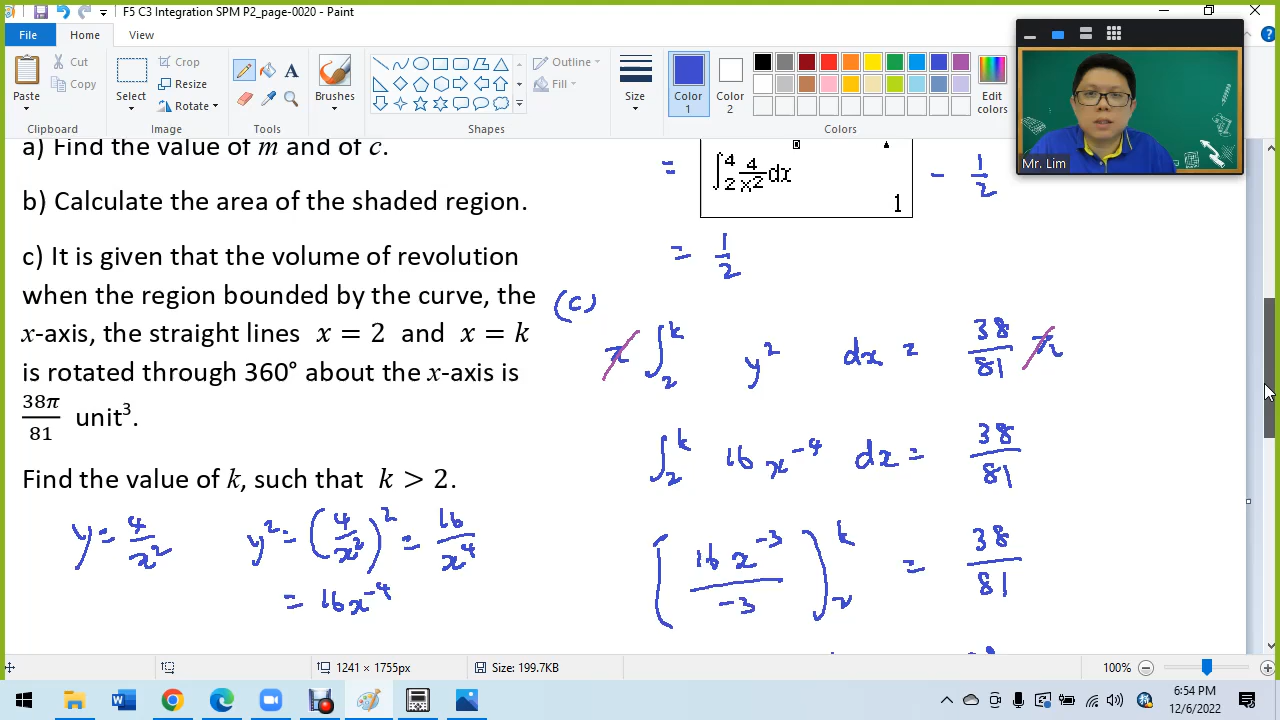 F5 C3 Integration SPM P2_page-0020 - Paint
File Home View
Paste Cut Copy Clipboard
Select Crop Resize Rotate Image
Tools
Brushes
Outline Fill Shapes
Size
Color 1 Color 2 Edit colors Colors
Mr. Lim
a) Find the value of m and of c.
b) Calculate the area of the shaded region.
c) It is given that the volume of revolution
when the region bounded by the curve, the
x-axis, the straight lines x = 2 and x = k
is rotated through 360° about the x-axis is
38π/81 unit³.
Find the value of k, such that k > 2.
y = 4/x² y² = (4/x²)² = 16/x⁴
= 16x⁻⁴
= ∫₂⁴ 4/x² dx 1 - 1/2
= 1/2
(c)
π ∫₂ᵏ y² dx = 38/81 π
∫₂ᵏ 16x⁻⁴ dx = 38/81
[16x⁻³/-3]₂ᵏ = 38/81
1241 × 1755px Size: 199.7KB 100%
6:54 PM
12/6/2022